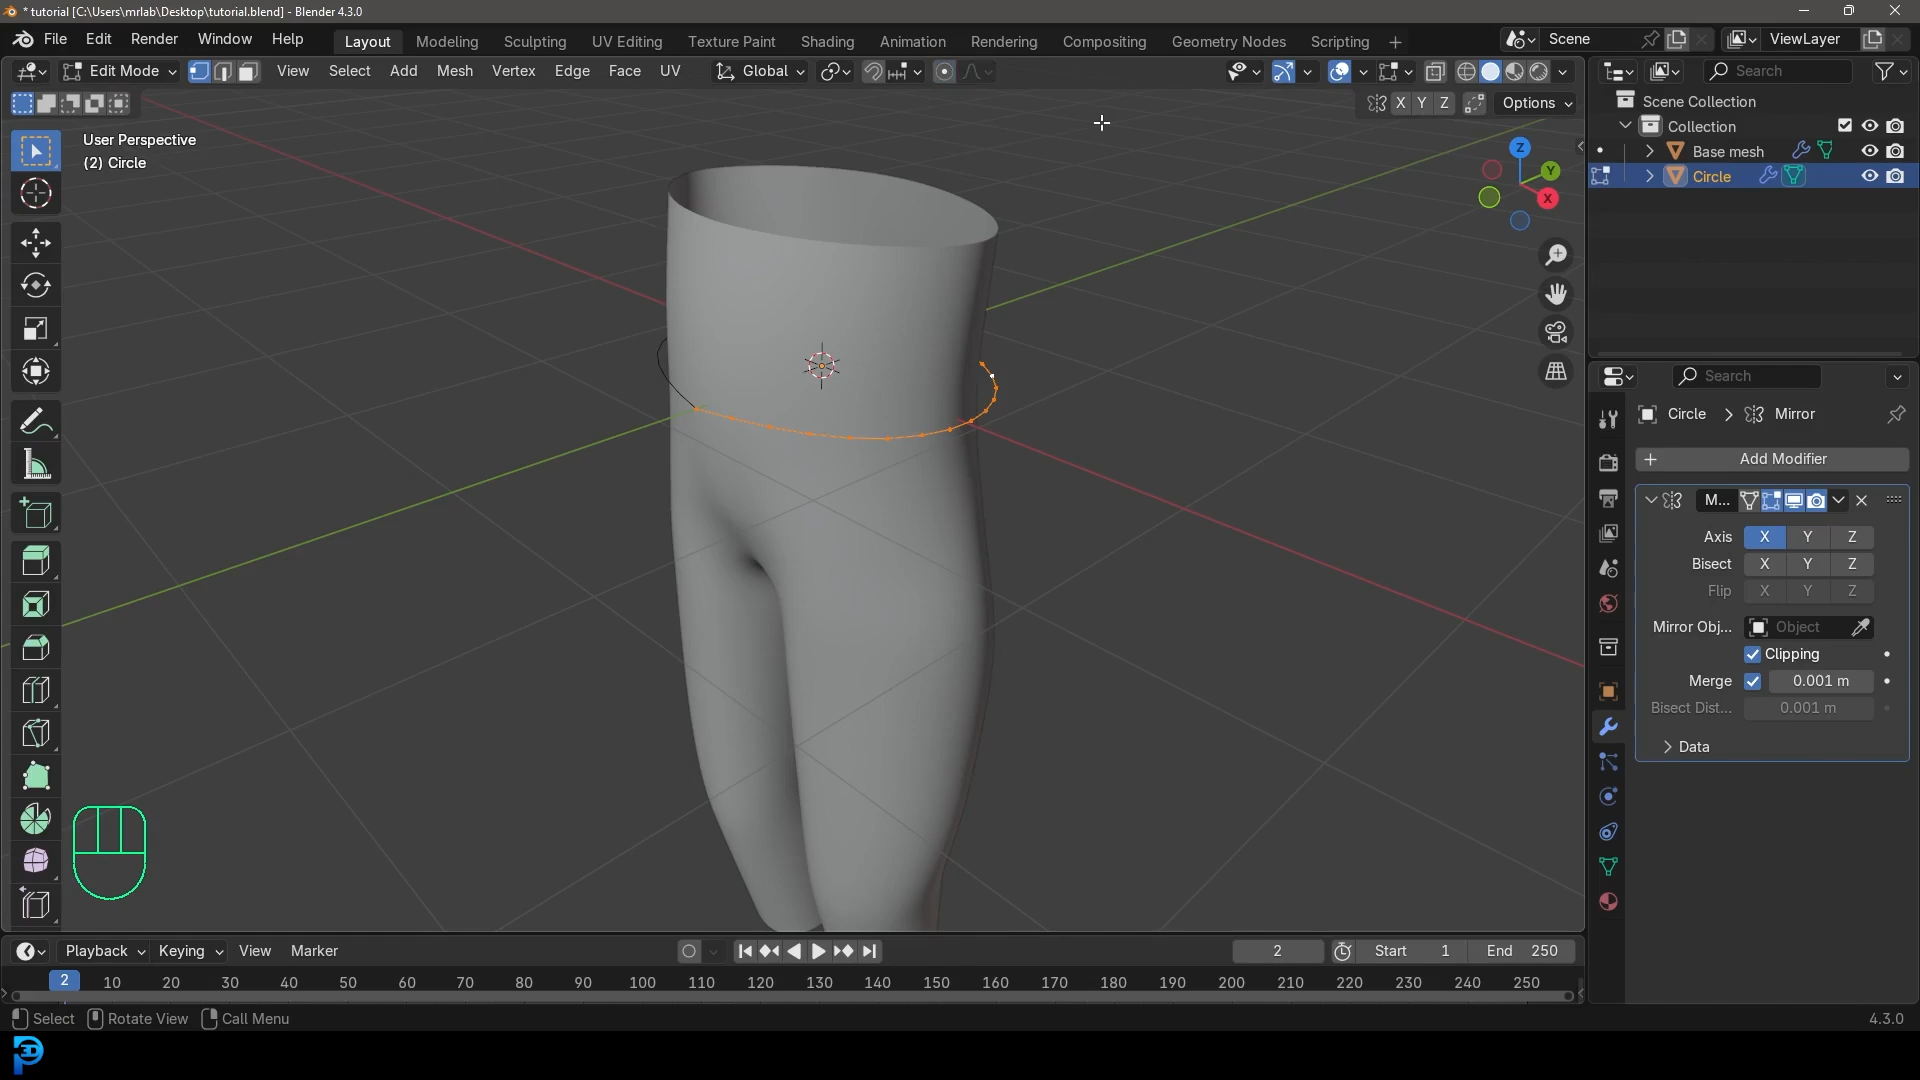 * tutorial [C:\Users\mrlab\Desktop\tutorial.blend] - Blender 4.3.0
File Edit Render Window Help Layout Modeling Sculpting UV Editing Texture Paint Shading Animation Rendering Compositing Geometry Nodes Scripting + Scene ViewLayer
Edit Mode View Select Add Mesh Vertex Edge Face UV Global Search
X Y Z Options
Scene Collection
Collection
User Perspective
(2) Circle
Base mesh
Circle
Z
Y
X
Search
Circle > Mirror
+ Add Modifier
M...
Axis X Y Z
Bisect X Y Z
Flip X Y Z
Mirror Obj... Object
Clipping
Merge 0.001 m
Bisect Dist... 0.001 m
Data
Playback Keying View Marker 2 Start 1 End 250
2 10 20 30 40 50 60 70 80 90 100 110 120 130 140 150 160 170 180 190 200 210 220 230 240 250
Select Rotate View Call Menu 4.3.0
3D